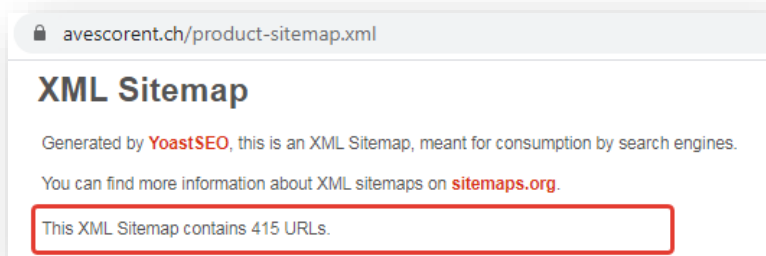 avescorent.ch/product-sitemap.xml
XML Sitemap
Generated by YoastSEO, this is an XML Sitemap, meant for consumption by search engines.
You can find more information about XML sitemaps on sitemaps.org.
This XML Sitemap contains 415 URLs.